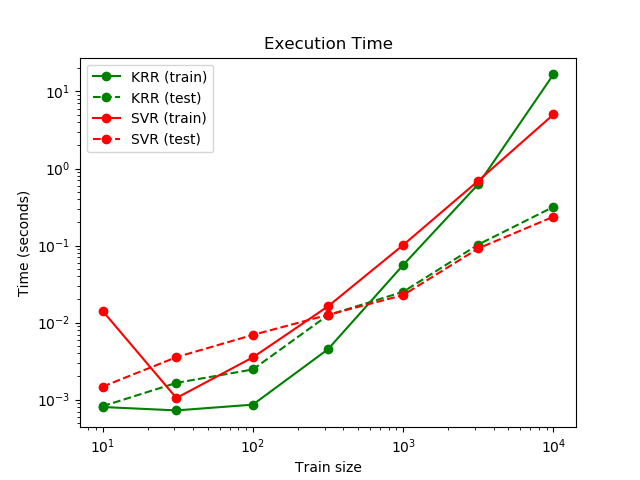 Execution Time
KRR (train)
KRR (test)
SVR (train)
SVR (test)
Time (seconds)
10¹
10⁰
10⁻¹
10⁻²
10⁻³
10¹ 10² 10³ 10⁴
Train size